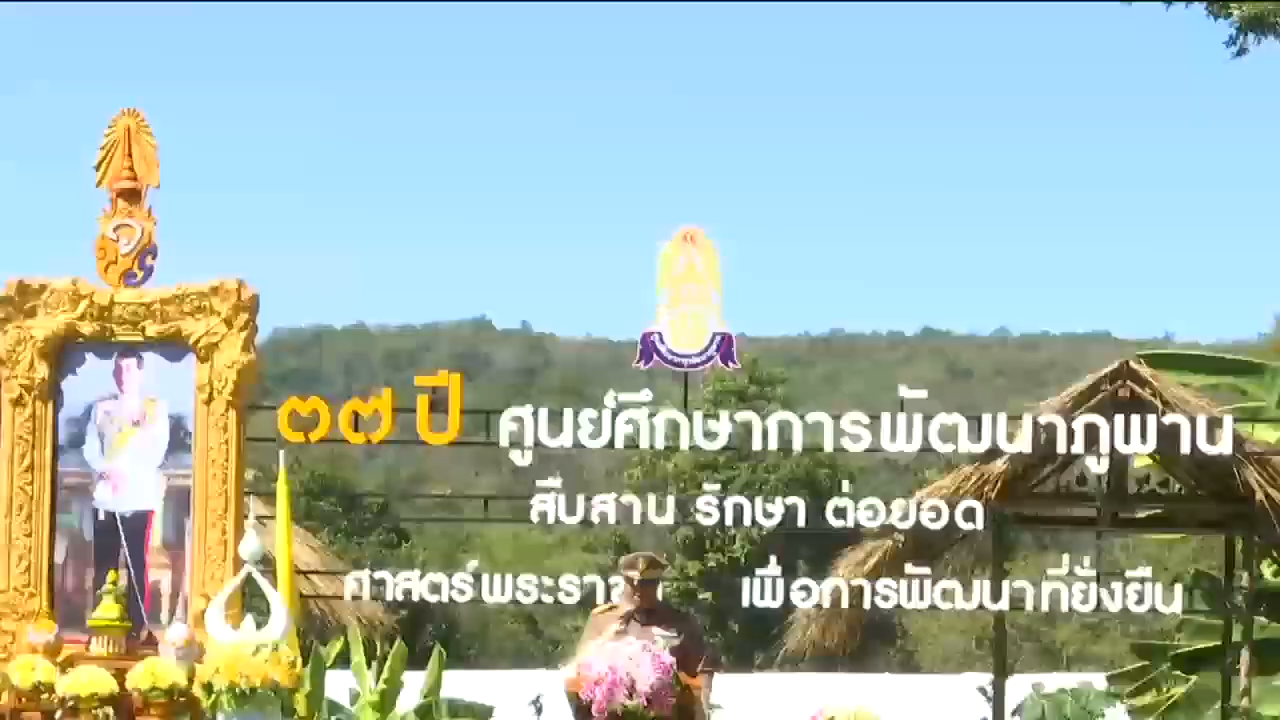 ๓๗ ปี ศูนย์ศึกษาการพัฒนาภูพาน
สืบสาน รักษา ต่อยอด
ศาสตร์พระรา เพื่อการพัฒนาที่ยั่งยืน